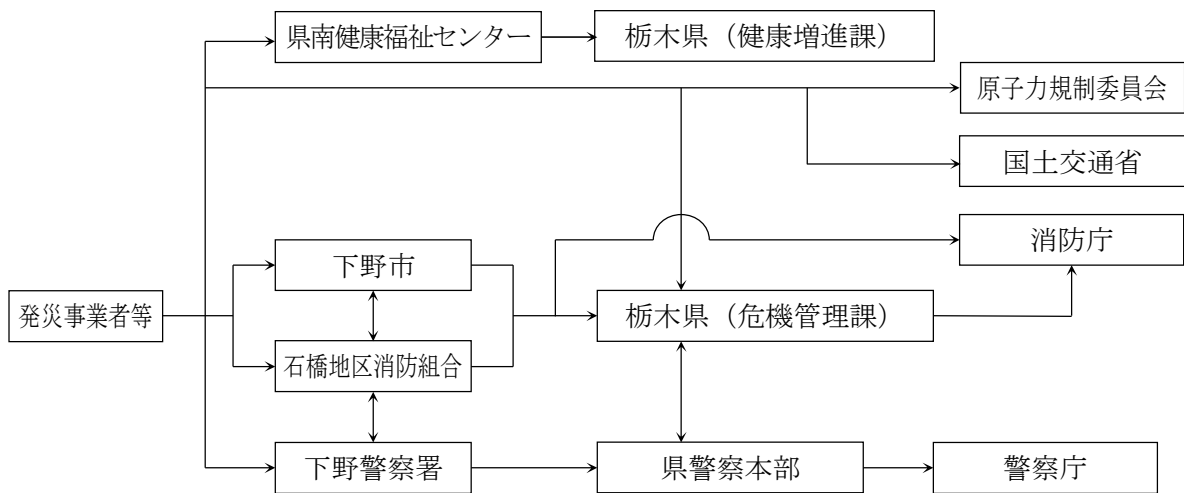 県南健康福祉センター
栃木県（健康増進課）
原子力規制委員会
国土交通省
消防庁
下野市
発災事業者等
栃木県（危機管理課）
石橋地区消防組合
下野警察署
県警察本部
警察庁